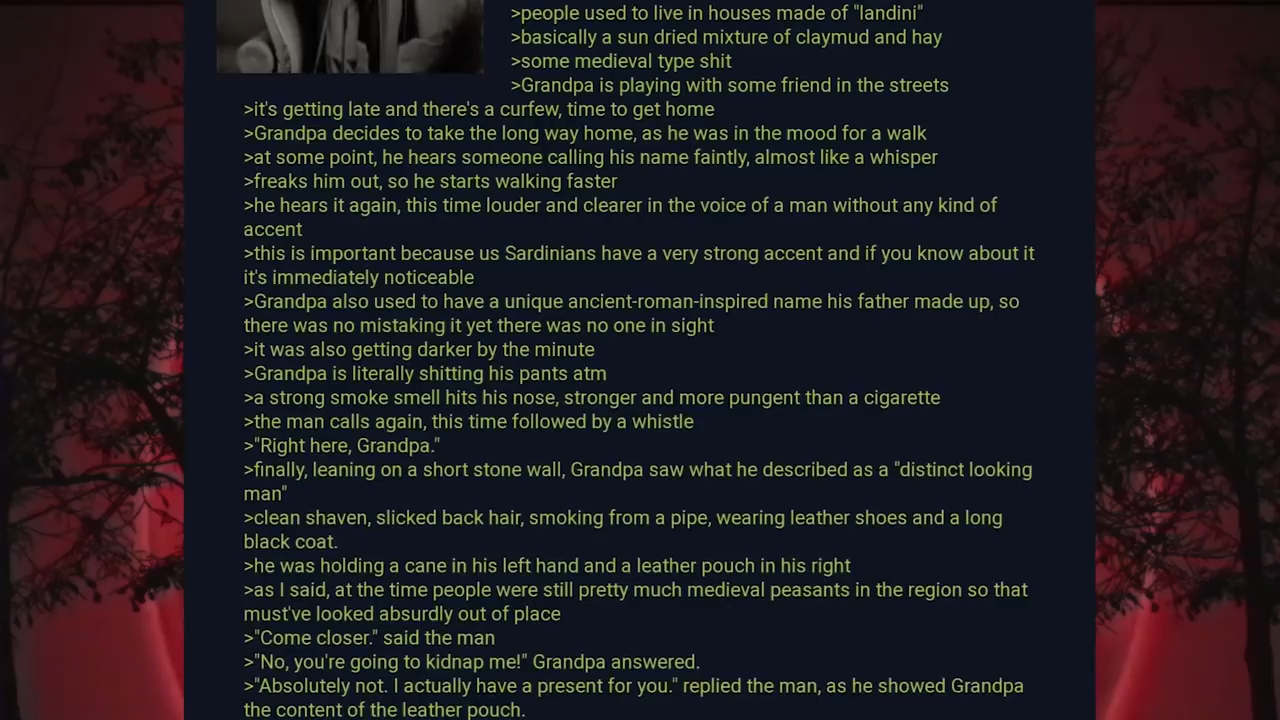 >people used to live in houses made of "landini"
>basically a sun dried mixture of claymud and hay
>some medieval type shit
>Grandpa is playing with some friend in the streets
>it's getting late and there's a curfew, time to get home
>Grandpa decides to take the long way home, as he was in the mood for a walk
>at some point, he hears someone calling his name faintly, almost like a whisper
>freaks him out, so he starts walking faster
>he hears it again, this time louder and clearer in the voice of a man without any kind of
accent
>this is important because us Sardinians have a very strong accent and if you know about it
it's immediately noticeable
>Grandpa also used to have a unique ancient-roman-inspired name his father made up, so
there was no mistaking it yet there was no one in sight
>it was also getting darker by the minute
>Grandpa is literally shitting his pants atm
>a strong smoke smell hits his nose, stronger and more pungent than a cigarette
>the man calls again, this time followed by a whistle
>"Right here, Grandpa."
>finally, leaning on a short stone wall, Grandpa saw what he described as a "distinct looking
man"
>clean shaven, slicked back hair, smoking from a pipe, wearing leather shoes and a long
black coat.
>he was holding a cane in his left hand and a leather pouch in his right
>as I said, at the time people were still pretty much medieval peasants in the region so that
must've looked absurdly out of place
>"Come closer." said the man
>"No, you're going to kidnap me!" Grandpa answered.
>"Absolutely not. I actually have a present for you." replied the man, as he showed Grandpa
the content of the leather pouch.